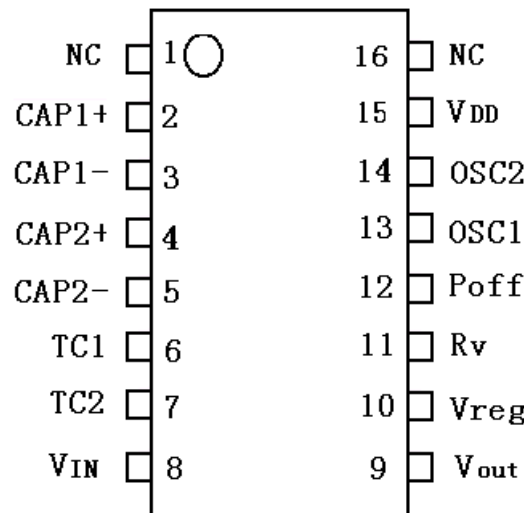 NC 1 16 NC
CAP1+ 2 15 VDD
CAP1- 3 14 OSC2
CAP2+ 4 13 OSC1
CAP2- 5 12 Poff
TC1 6 11 Rv
TC2 7 10 Vreg
VIN 8 9 Vout